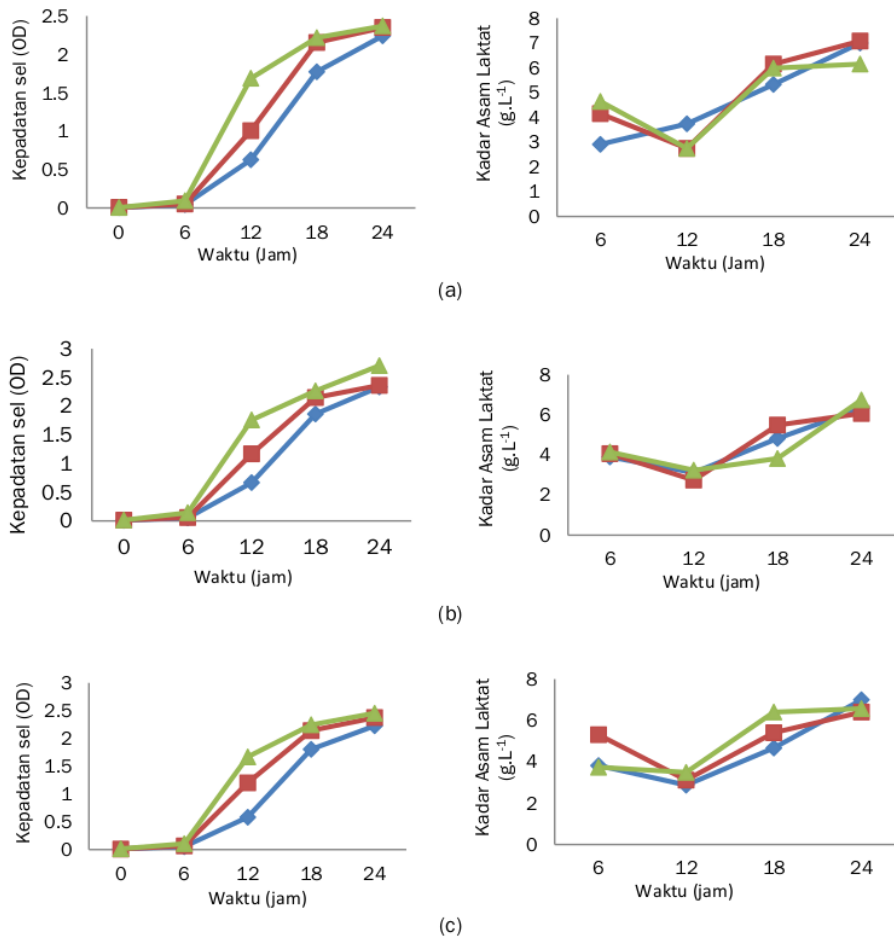 Kepadatan sel (OD)
2.5
2
1.5
1
0.5
0
0 6 12 18 24
Waktu (Jam)
Kadar Asam Laktat
(g.L⁻¹)
8
7
6
5
4
3
2
1
0
6 12 18 24
Waktu (Jam)
(a)
Kepadatan sel (OD)
3
2.5
2
1.5
1
0.5
0
0 6 12 18 24
Waktu (jam)
Kadar Asam Laktat
(g.L⁻¹)
8
6
4
2
0
6 12 18 24
Waktu (jam)
(b)
Kepadatan sel (OD)
3
2.5
2
1.5
1
0.5
0
0 6 12 18 24
Waktu (jam)
Kadar Asam Laktat
(g.L⁻¹)
8
6
4
2
0
6 12 18 24
Waktu (jam)
(c)